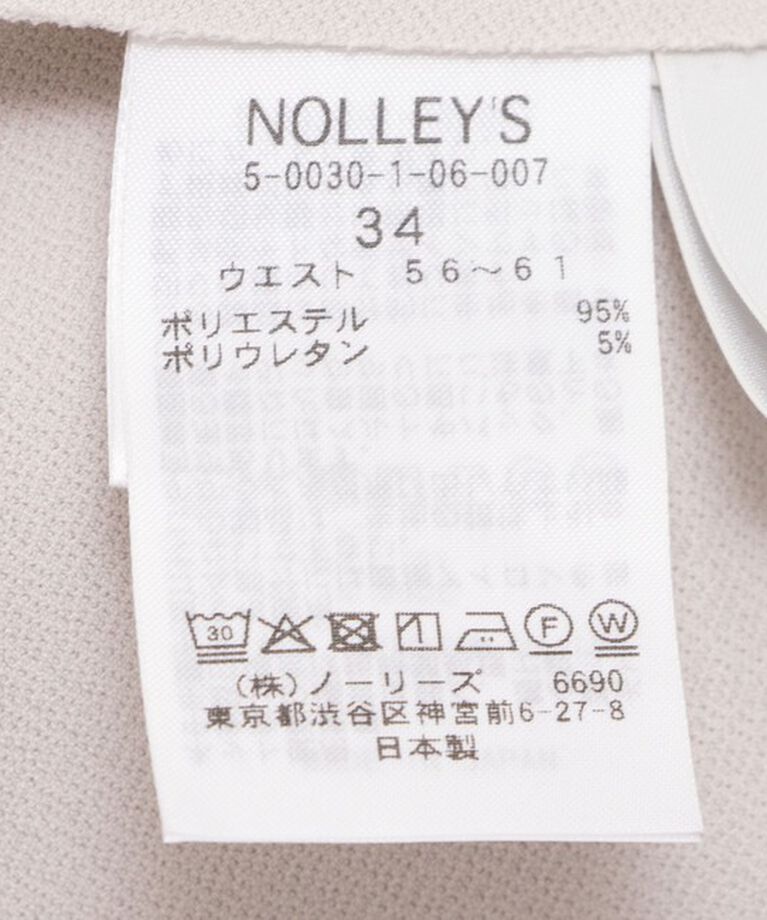 NOLLEY'S
5-0030-1-06-007
34
ウエスト 56～61
ポリエステル 95%
ポリウレタン 5%
30 F W
(株)ノーリーズ 6690
東京都渋谷区神宮前6-27-8
日本製